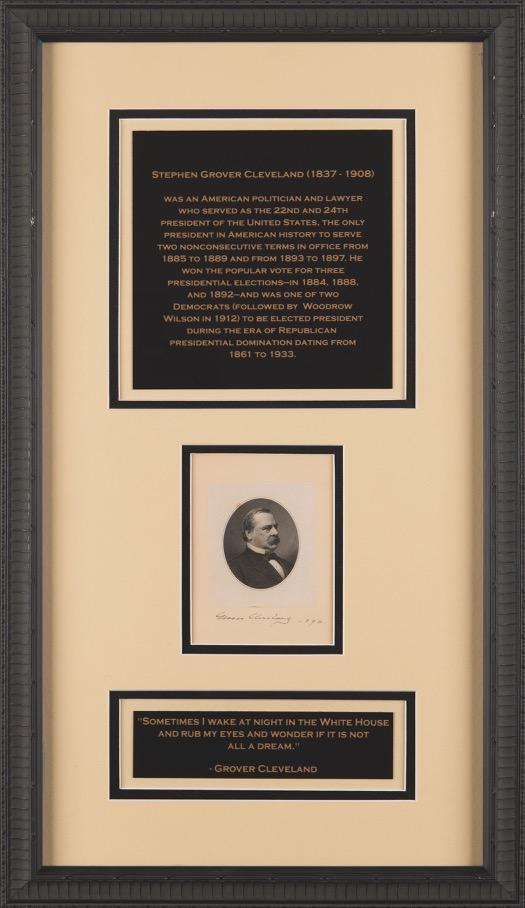 STEPHEN GROVER CLEVELAND (1837 - 1908)
WAS AN AMERICAN POLITICIAN AND LAWYER
WHO SERVED AS THE 22ND AND 24TH
PRESIDENT OF THE UNITED STATES, THE ONLY
PRESIDENT IN AMERICAN HISTORY TO SERVE
TWO NONCONSECUTIVE TERMS IN OFFICE FROM
1885 TO 1889 AND FROM 1893 TO 1897. HE
WON THE POPULAR VOTE FOR THREE
PRESIDENTIAL ELECTIONS—IN 1884, 1888,
AND 1892—AND WAS ONE OF TWO
DEMOCRATS (FOLLOWED BY WOODROW
WILSON IN 1912) TO BE ELECTED PRESIDENT
DURING THE ERA OF REPUBLICAN
PRESIDENTIAL DOMINATION DATING FROM
1861 TO 1933.
Grover Cleveland
"SOMETIMES I WAKE AT NIGHT IN THE WHITE HOUSE
AND RUB MY EYES AND WONDER IF IT IS NOT
ALL A DREAM."
- GROVER CLEVELAND